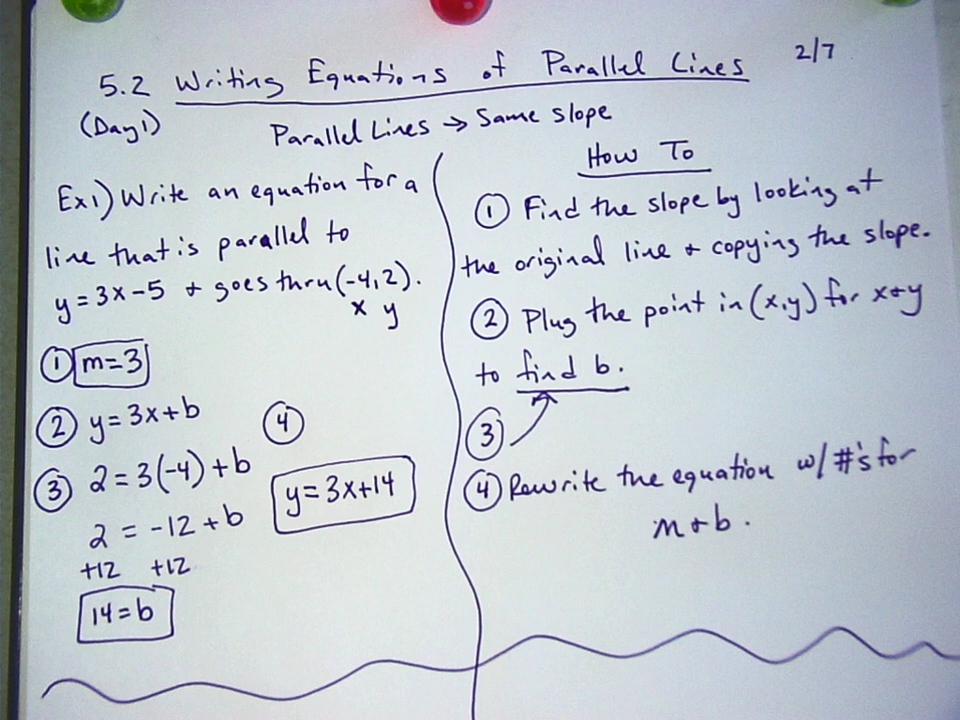 5.2 Writing Equations of Parallel Lines 2/7
(Day 1)
Parallel Lines → Same slope
Ex1) Write an equation for a
line that is parallel to
y = 3x - 5 + goes thru (-4,2).
x y
① m=3
② y = 3x + b
③ 2 = 3(-4) + b
2 = -12 + b
+12 +12
14 = b
④
y = 3x + 14
How To
① Find the slope by looking at
the original line + copying the slope.
② Plug the point in (x,y) for x + y
to find b.
③
④ Rewrite the equation w/ #'s for
m + b.